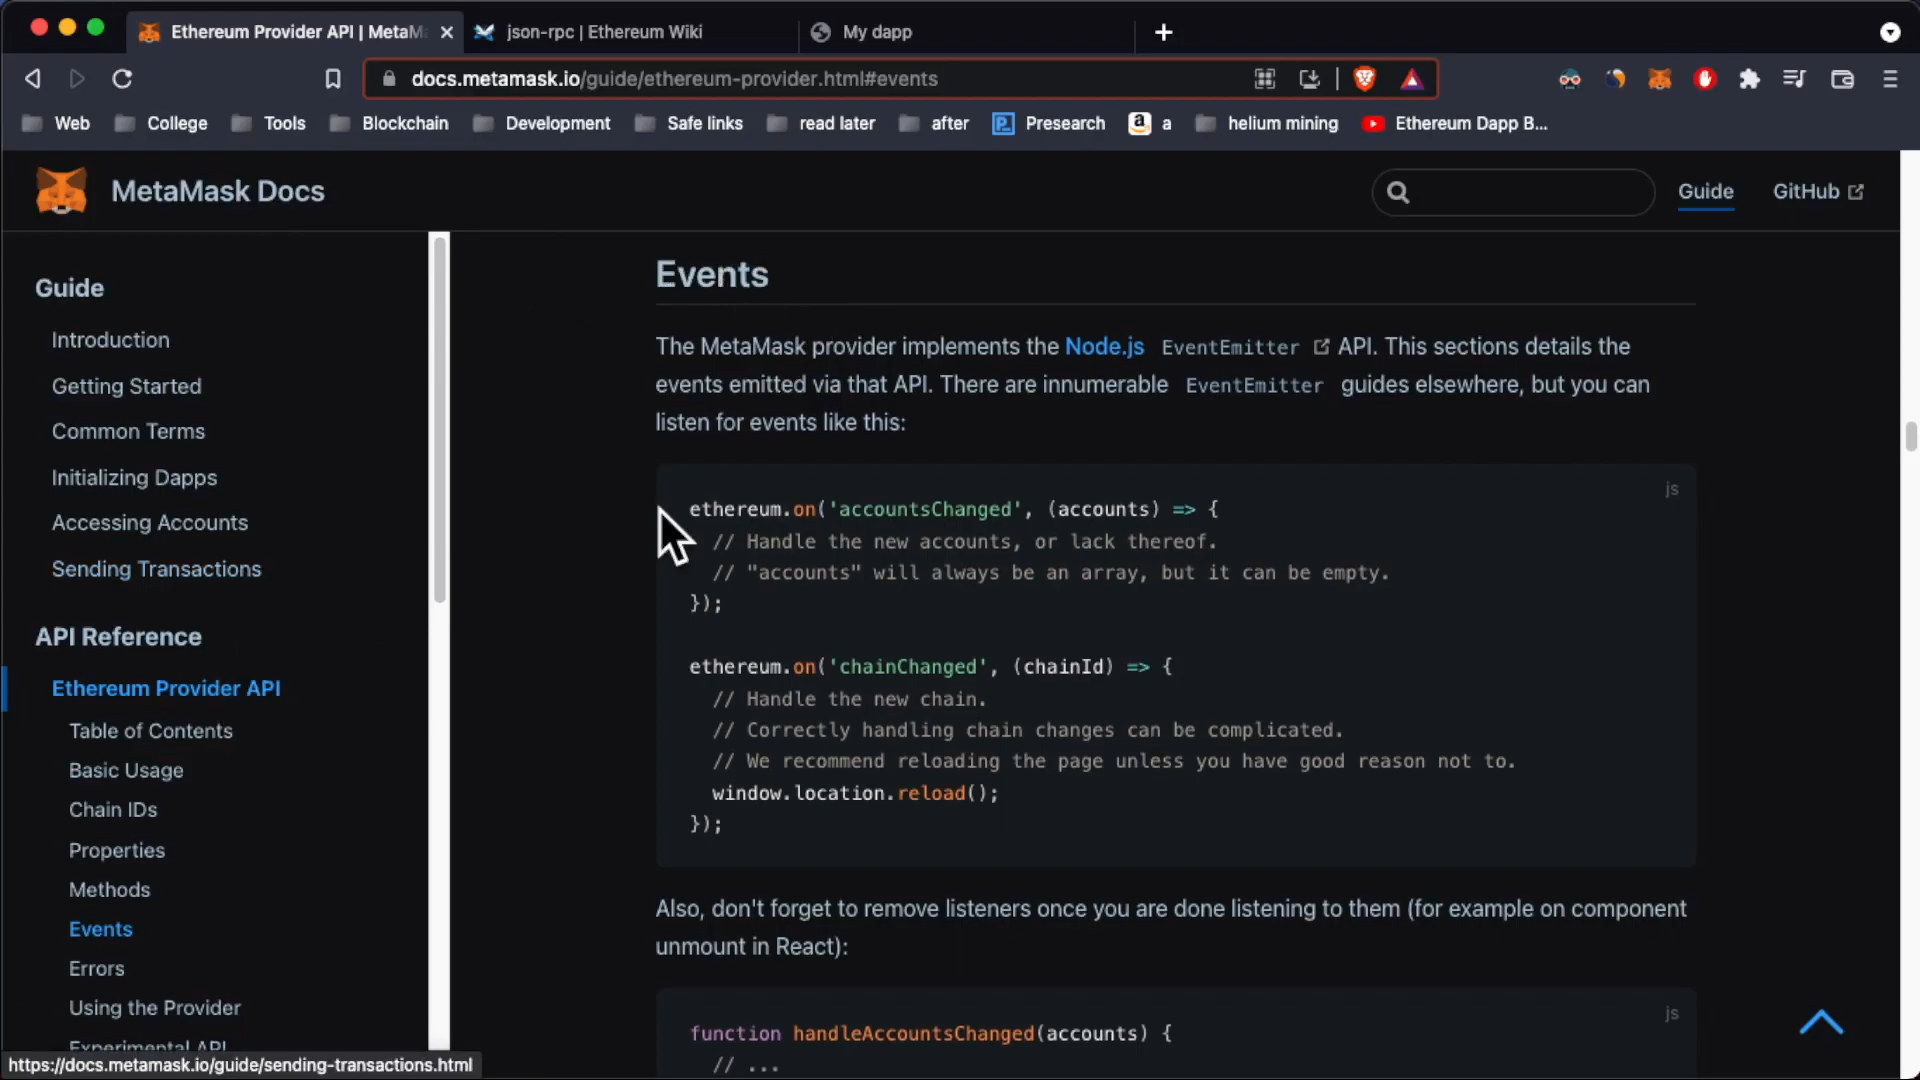 Ethereum Provider API | MetaM
json-rpc | Ethereum Wiki
My dapp
docs.metamask.io/guide/ethereum-provider.html#events
Web
College
Tools
Blockchain
Development
Safe links
read later
after
Presearch
a
helium mining
Ethereum Dapp B...
MetaMask Docs
Guide
GitHub
Guide
Introduction
Getting Started
Common Terms
Initializing Dapps
Accessing Accounts
Sending Transactions
API Reference
Ethereum Provider API
Table of Contents
Basic Usage
Chain IDs
Properties
Methods
Events
Errors
Using the Provider
Experimental API
https://docs.metamask.io/guide/sending-transactions.html
Events
The MetaMask provider implements the Node.js EventEmitter API. This sections details the
events emitted via that API. There are innumerable EventEmitter guides elsewhere, but you can
listen for events like this:
js
ethereum.on('accountsChanged', (accounts) => {
// Handle the new accounts, or lack thereof.
// "accounts" will always be an array, but it can be empty.
});
ethereum.on('chainChanged', (chainId) => {
// Handle the new chain.
// Correctly handling chain changes can be complicated.
// We recommend reloading the page unless you have good reason not to.
window.location.reload();
});
Also, don't forget to remove listeners once you are done listening to them (for example on component
unmount in React):
js
function handleAccountsChanged(accounts) {
// ...